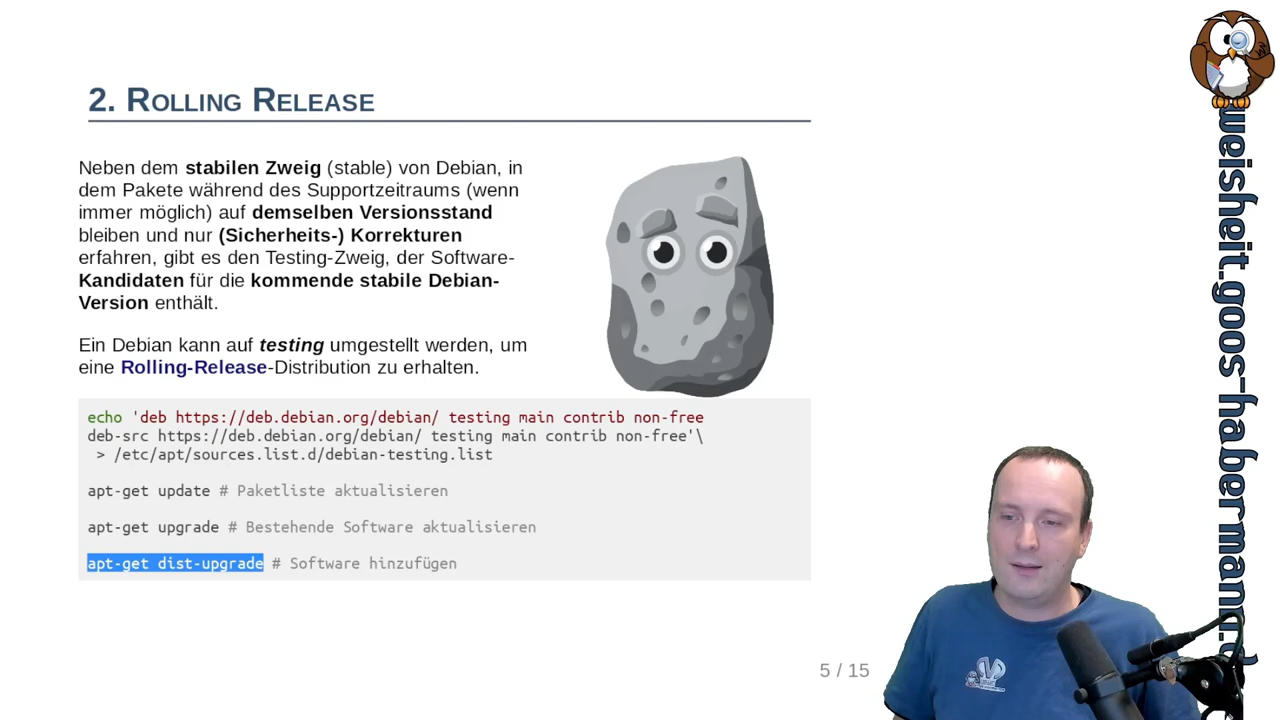 2. Rolling Release
Neben dem stabilen Zweig (stable) von Debian, in
dem Pakete während des Supportzeitraums (wenn
immer möglich) auf demselben Versionsstand
bleiben und nur (Sicherheits-) Korrekturen
erfahren, gibt es den Testing-Zweig, der Software-
Kandidaten für die kommende stabile Debian-
Version enthält.
Ein Debian kann auf testing umgestellt werden, um
eine Rolling-Release-Distribution zu erhalten.
echo 'deb https://deb.debian.org/debian/ testing main contrib non-free
deb-src https://deb.debian.org/debian/ testing main contrib non-free'\
> /etc/apt/sources.list.d/debian-testing.list
apt-get update # Paketliste aktualisieren
apt-get upgrade # Bestehende Software aktualisieren
apt-get dist-upgrade # Software hinzufügen
5 / 15
weisheit.goos-habermann.d